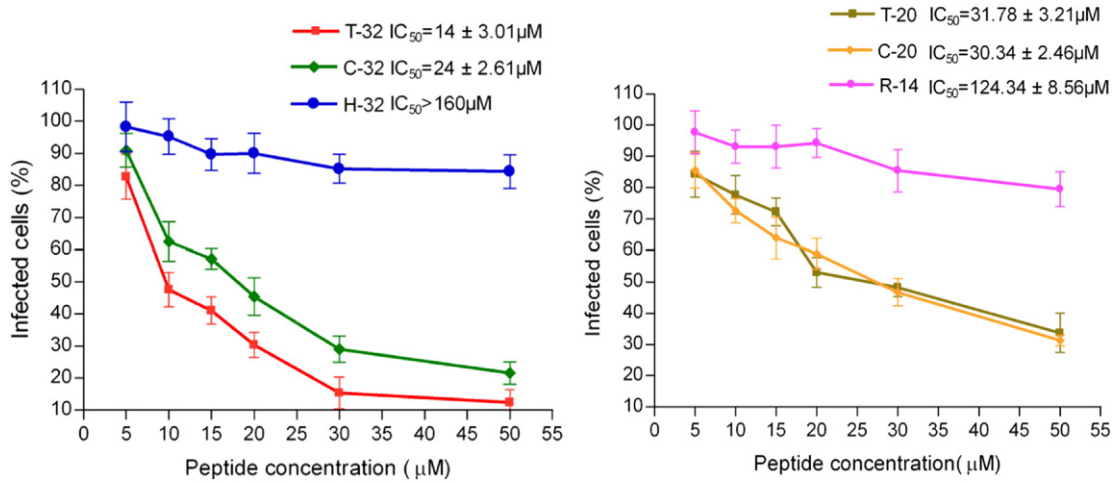 T-32 IC50=14 ± 3.01µM
C-32 IC50=24 ± 2.61µM
H-32 IC50>160µM
Infected cells (%)
110
100
90
80
70
60
50
40
30
20
10
0 5 10 15 20 25 30 35 40 45 50 55
Peptide concentration ( µM)
T-20 IC50=31.78 ± 3.21µM
C-20 IC50=30.34 ± 2.46µM
R-14 IC50=124.34 ± 8.56µM
Infected cells (%)
110
100
90
80
70
60
50
40
30
20
10
0 5 10 15 20 25 30 35 40 45 50 55
Peptide concentration( µM)